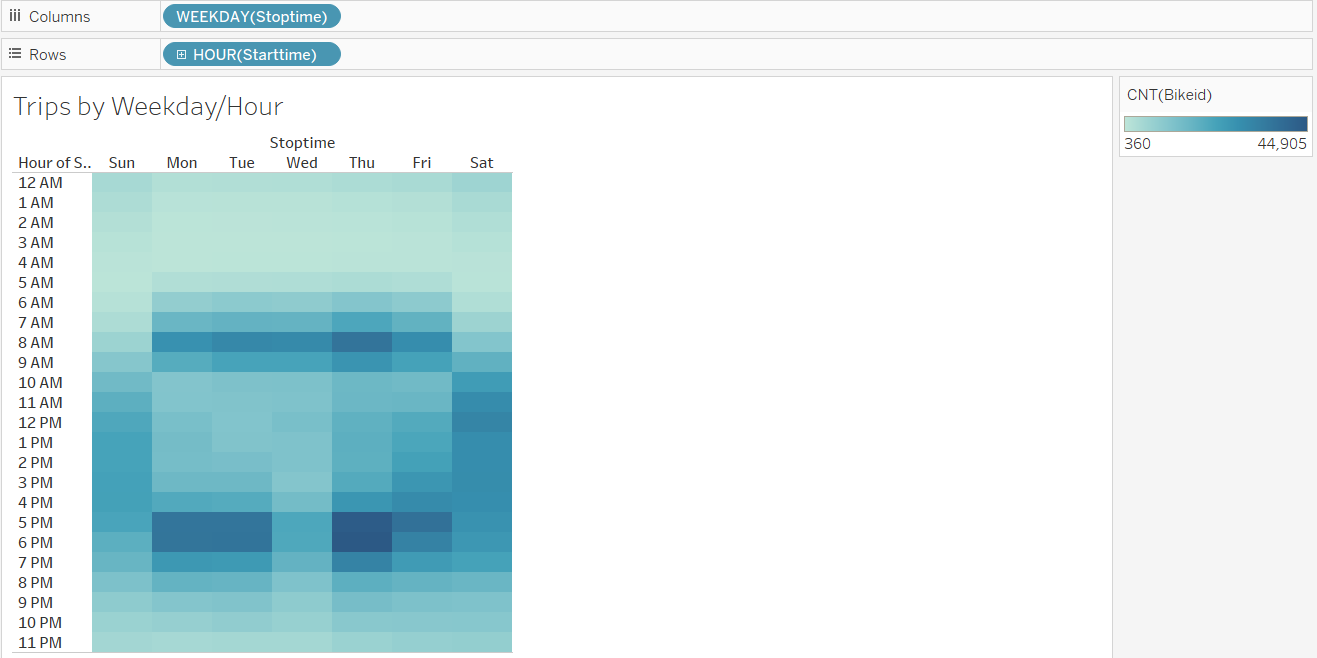 Columns WEEKDAY(Stoptime)
Rows HOUR(Starttime)
Trips by Weekday/Hour
CNT(Bikeid)
360 44,905
Stoptime
Hour of S.. Sun Mon Tue Wed Thu Fri Sat
12 AM
1 AM
2 AM
3 AM
4 AM
5 AM
6 AM
7 AM
8 AM
9 AM
10 AM
11 AM
12 PM
1 PM
2 PM
3 PM
4 PM
5 PM
6 PM
7 PM
8 PM
9 PM
10 PM
11 PM